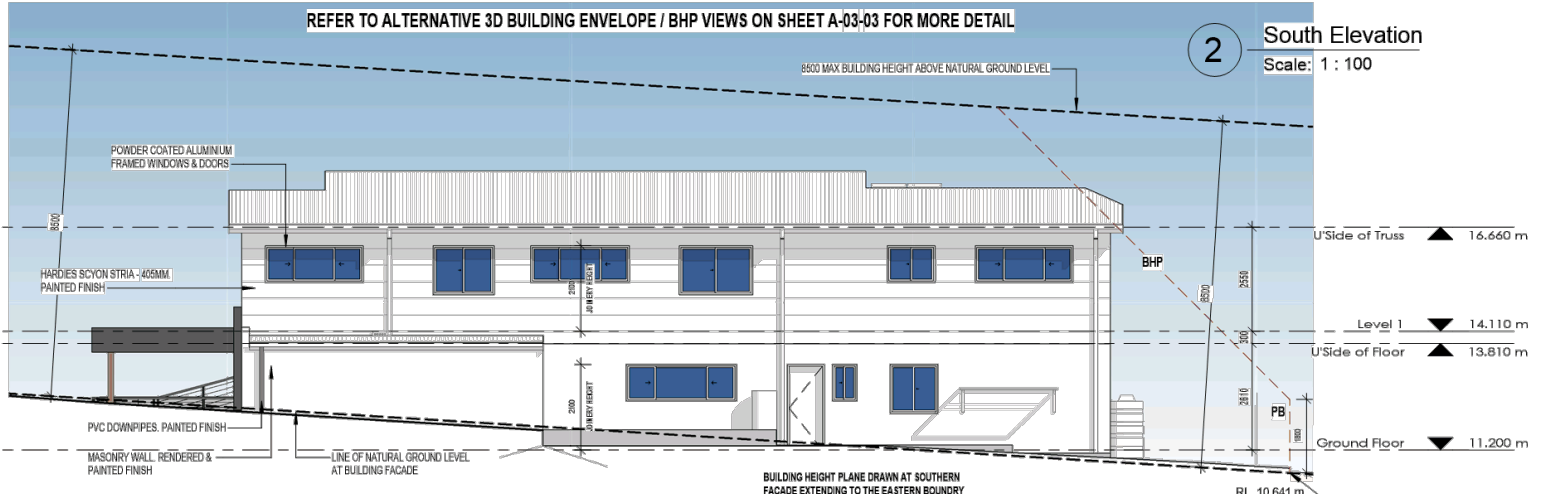 REFER TO ALTERNATIVE 3D BUILDING ENVELOPE / BHP VIEWS ON SHEET A-03-03 FOR MORE DETAIL
2
South Elevation
Scale: 1 : 100
8500 MAX BUILDING HEIGHT ABOVE NATURAL GROUND LEVEL
POWDER COATED ALUMINIUM
FRAMED WINDOWS & DOORS
8500
HARDIES SCYON STRIA - 405MM.
PAINTED FINISH
2100
JOINERY HEIGHT
BHP
8500
2550
U'Side of Truss 16.660 m
Level 1 14.110 m
300
U'Side of Floor 13.810 m
2100
JOINERY HEIGHT
2610
PB
1800
Ground Floor 11.200 m
PVC DOWNPIPES. PAINTED FINISH
MASONRY WALL. RENDERED &
PAINTED FINISH
LINE OF NATURAL GROUND LEVEL
AT BUILDING FACADE
BUILDING HEIGHT PLANE DRAWN AT SOUTHERN
FACADE EXTENDING TO THE EASTERN BOUNDRY
RL 10.641 m